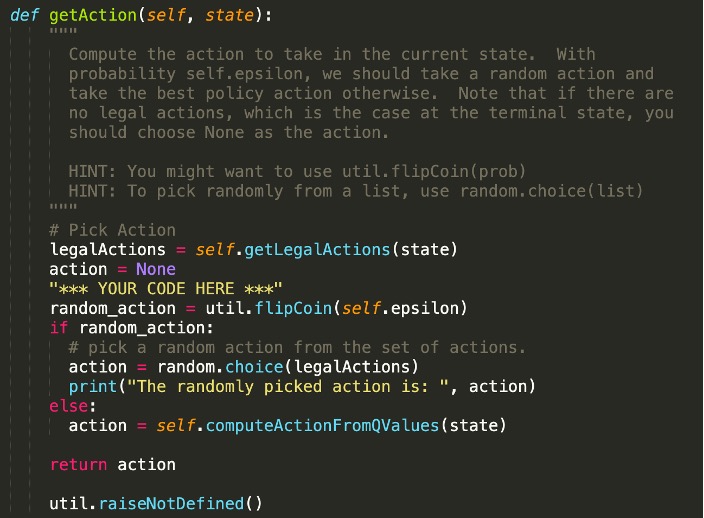 def getAction(self, state):
"""
Compute the action to take in the current state.  With
probability self.epsilon, we should take a random action and
take the best policy action otherwise.  Note that if there are
no legal actions, which is the case at the terminal state, you
should choose None as the action.
HINT: You might want to use util.flipCoin(prob)
HINT: To pick randomly from a list, use random.choice(list)
"""
# Pick Action
legalActions = self.getLegalActions(state)
action = None
"*** YOUR CODE HERE ***"
random_action = util.flipCoin(self.epsilon)
if random_action:
# pick a random action from the set of actions.
action = random.choice(legalActions)
print("The randomly picked action is: ", action)
else:
action = self.computeActionFromQValues(state)
return action
util.raiseNotDefined()